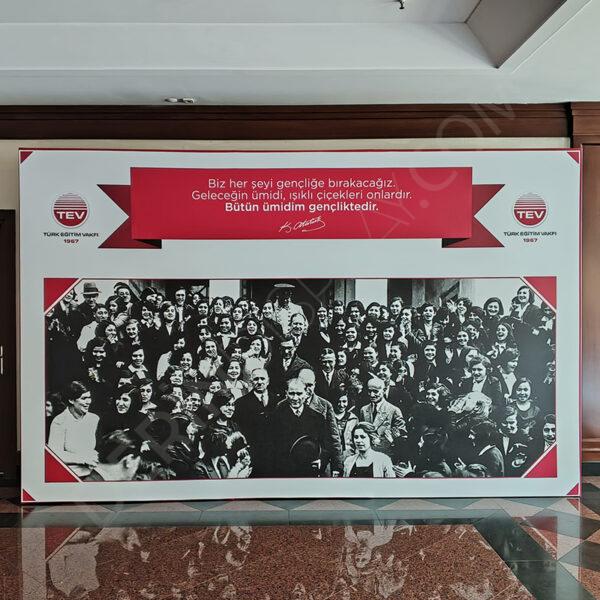 Biz her şeyi gençliğe bırakacağız.
Geleceğin ümidi, ışıklı çiçekleri onlardır.
Bütün ümidim gençliktedir.
K. Atatürk
TEV
TÜRK EĞİTİM VAKFI
1967
TEV
TÜRK EĞİTİM VAKFI
1967